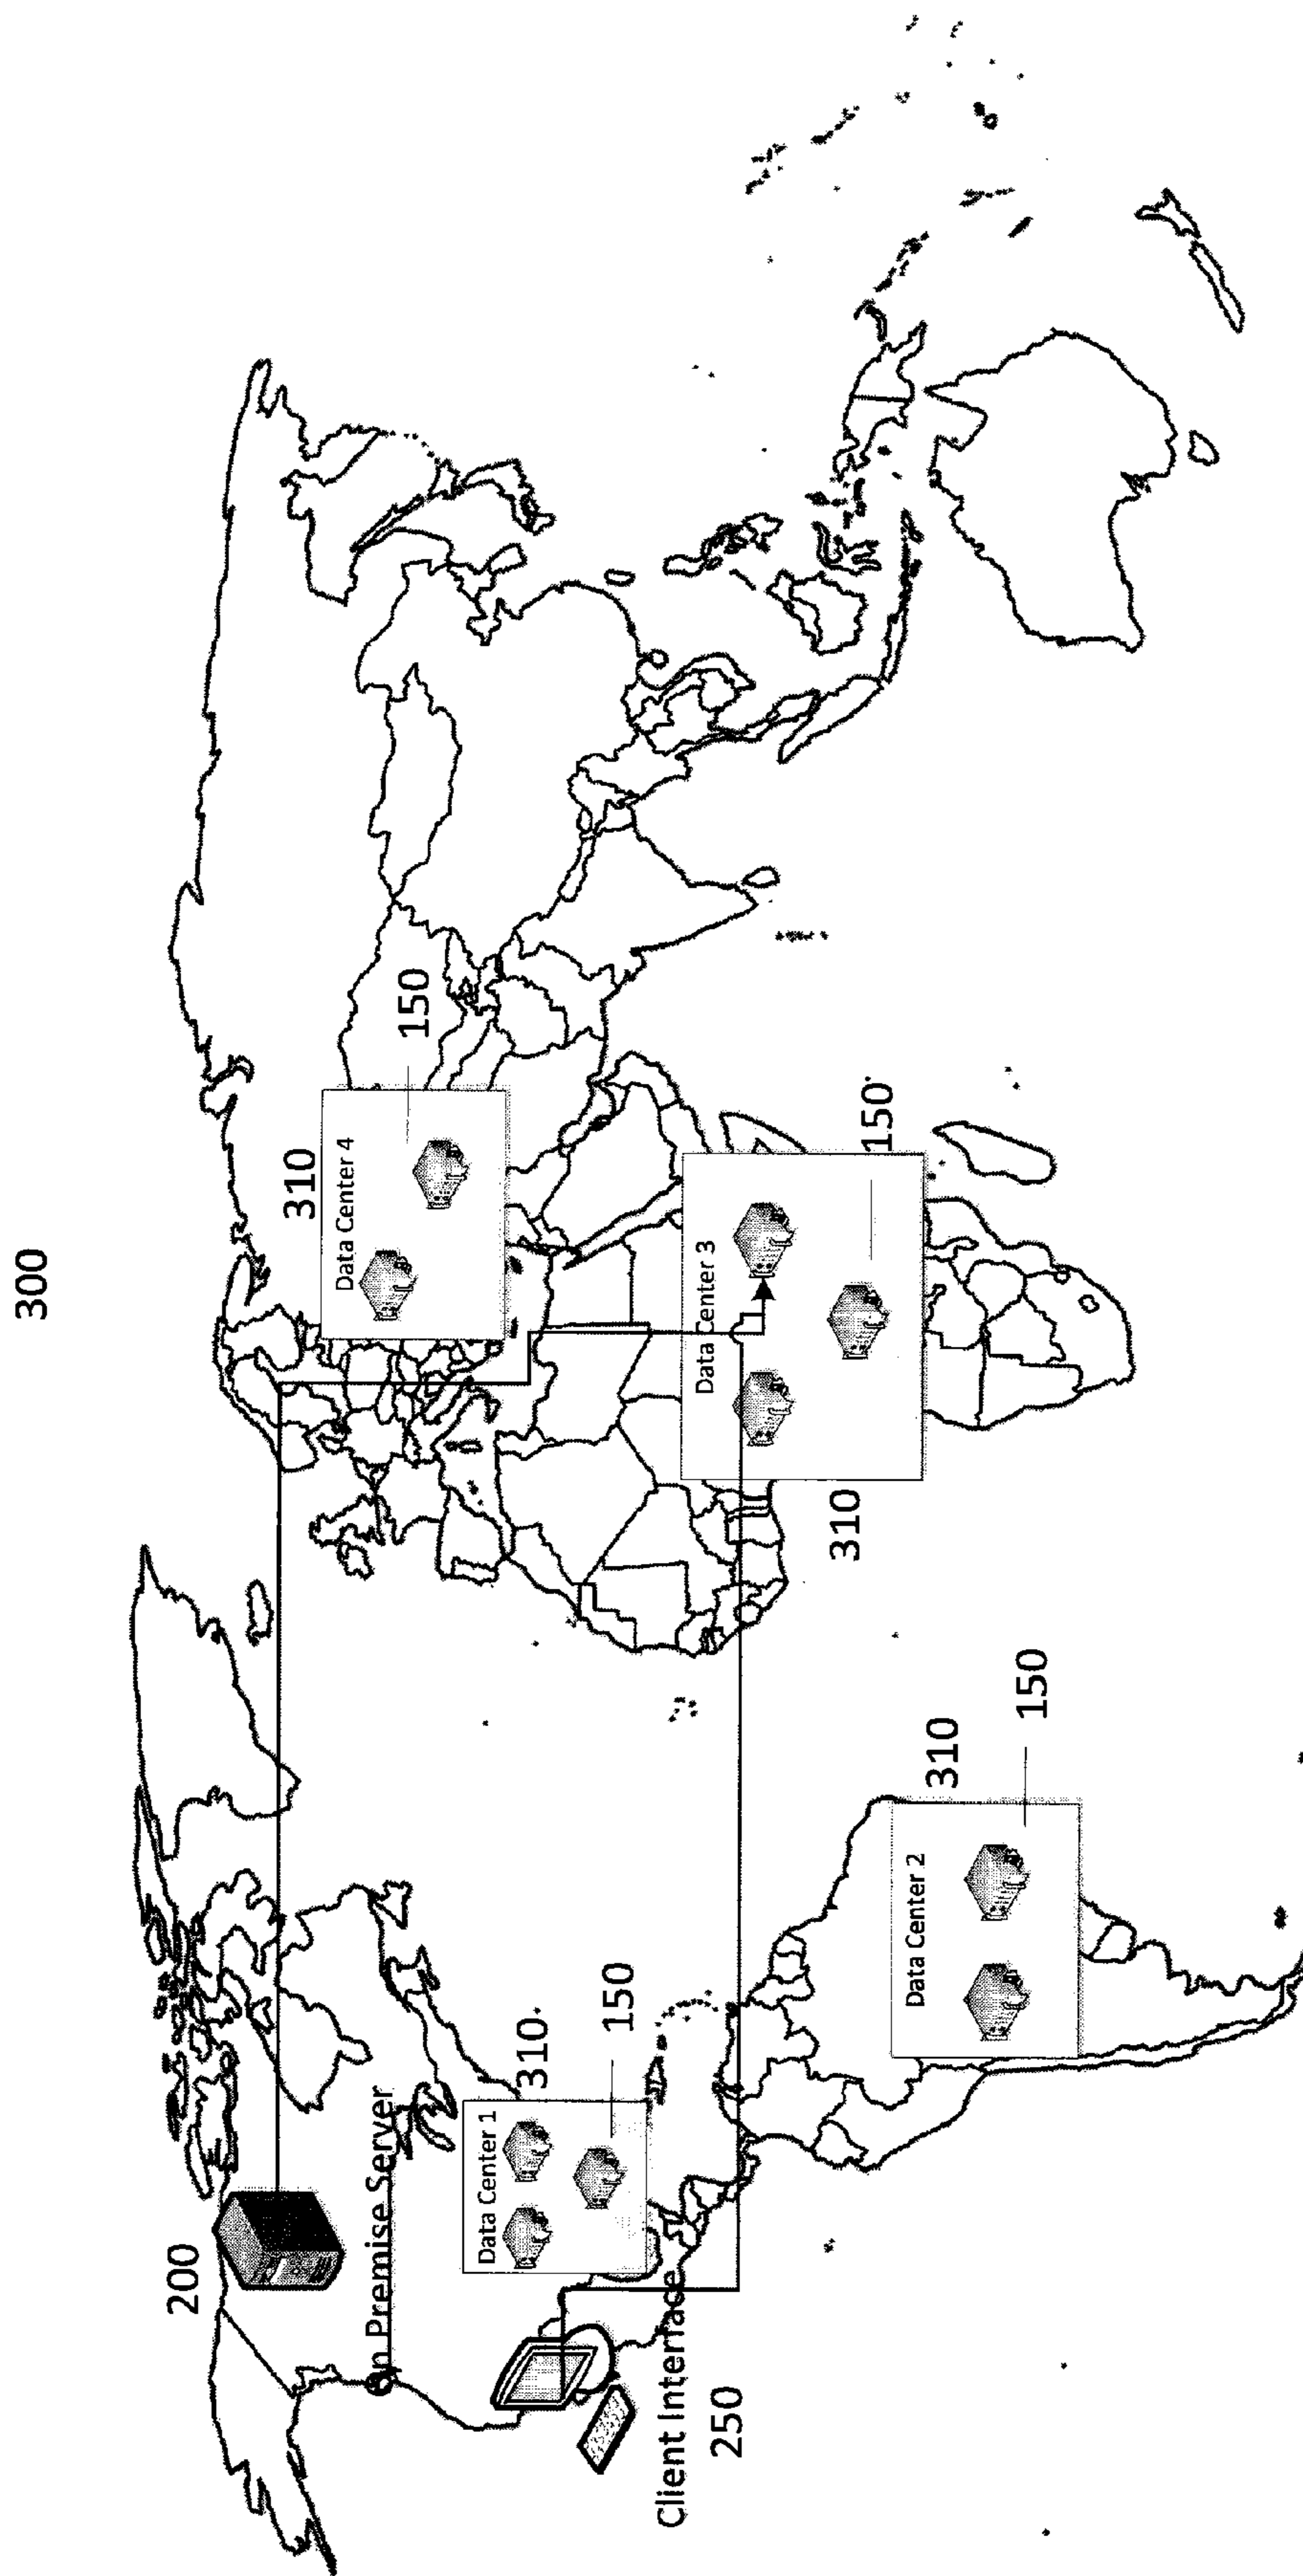 300
200
310
Data Center 4
150
On Premise Server
Data Center 1
310
150
Client Interface
250
Data Center 3
150
310
Data Center 2
310
150